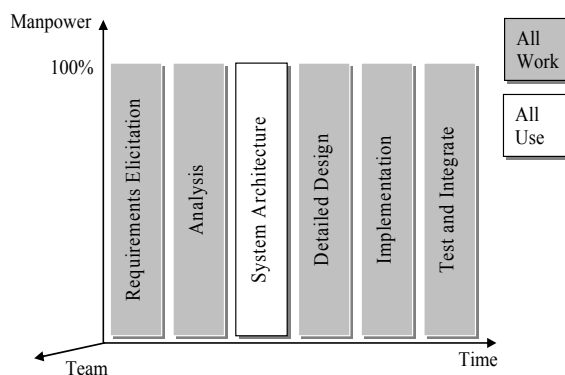 Manpower
100%
Requirements Elicitation
Analysis
System Architecture
Detailed Design
Implementation
Test and Integrate
All
Work
All
Use
Team
Time